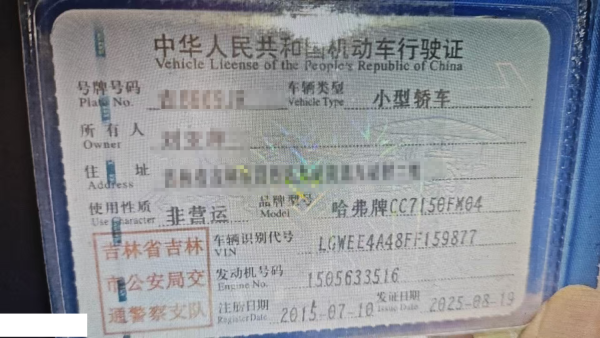 中华人民共和国机动车行驶证
Vehicle License of the People's Republic of China
号牌号码 车辆类型 小型轿车
Plate No. Vehicle Type
所有人
Owner
住址
Address
使用性质 非营运 品牌型号 哈弗牌CC7150FM04
Use Character Model
吉林省吉林
市公安局交
通警察支队
车辆识别代号 LGWEE4A48FF159877
VIN
发动机号码 1505633516
Engine No.
注册日期 2015-07-10 发证日期 2025-08-19
Register Date Issue Date